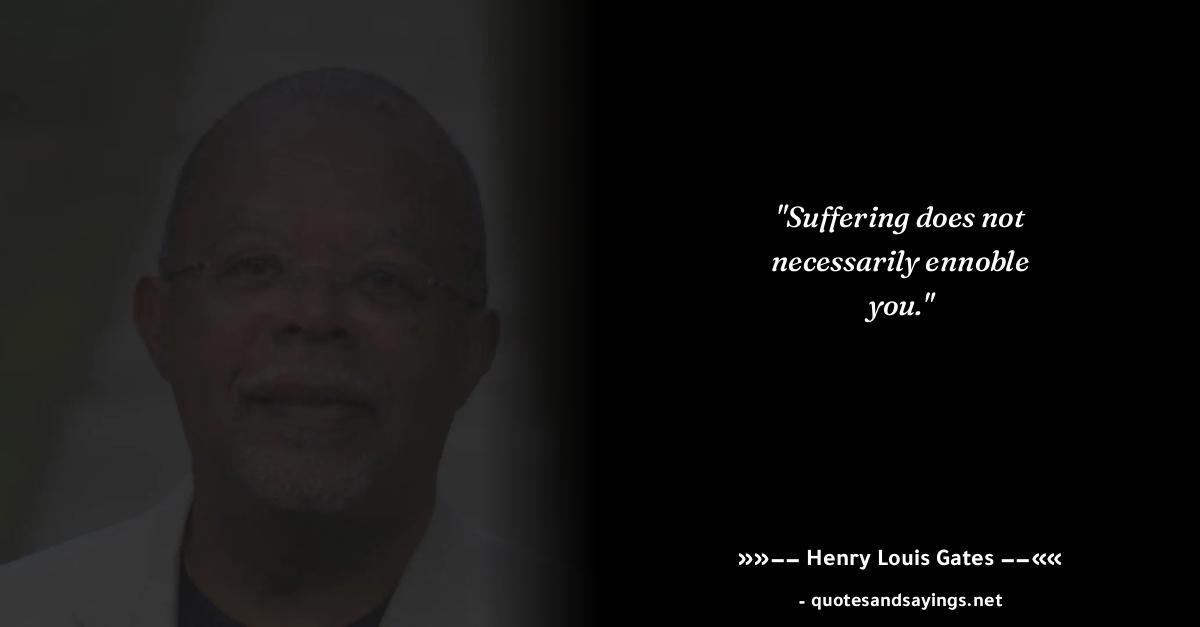 "Suffering does not
necessarily ennoble
you."
»»−− Henry Louis Gates −−««
- quotesandsayings.net